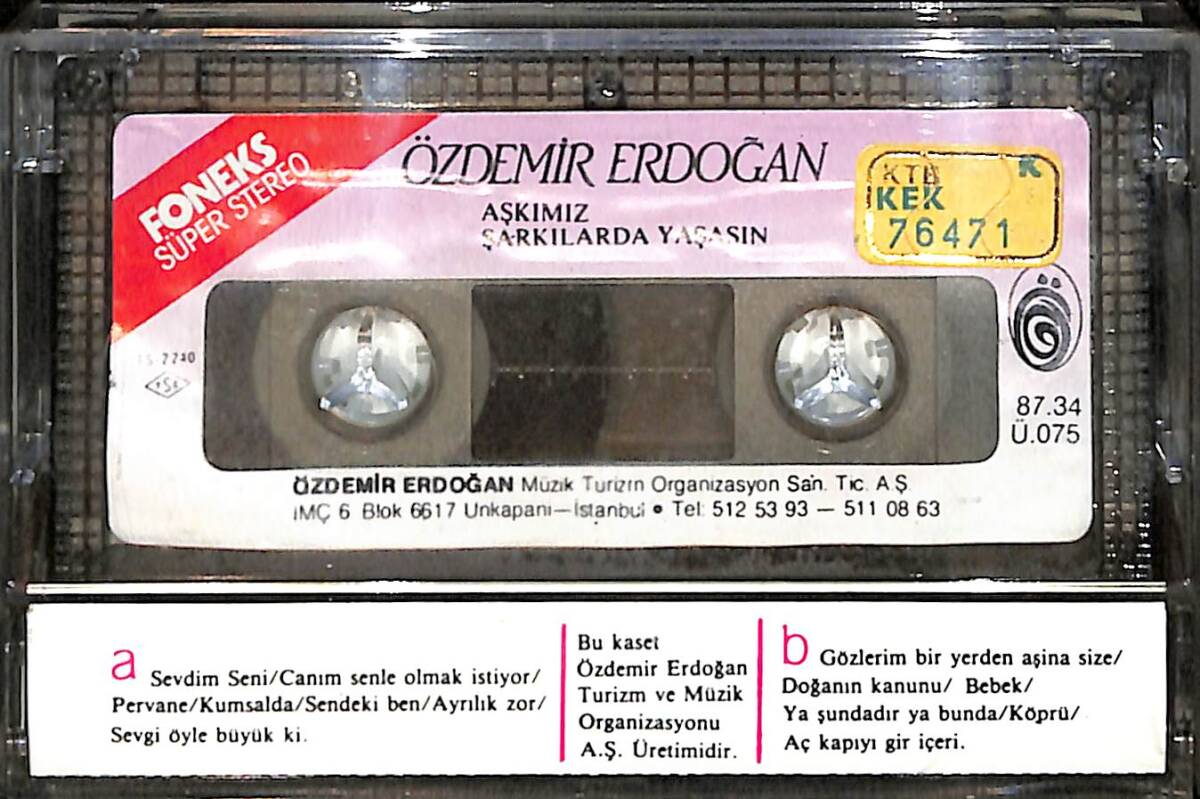 FONEKS
SÜPER STEREO
ÖZDEMİR ERDOĞAN
AŞKIMIZ
ŞARKILARDA YAŞASIN
KTB K
KEK
76471
TSE
87.34
Ü.075
ÖZDEMİR ERDOĞAN Müzik Turizm Organizasyon San. Tic. A.Ş.
İMÇ 6 Blok 6617 Unkapanı—İstanbul • Tel: 512 53 93 — 511 08 63
a Sevdim Seni/Canım senle olmak istiyor/
Pervane/Kumsalda/Sendeki ben/Ayrılık zor/
Sevgi öyle büyük ki.
Bu kaset
Özdemir Erdoğan
Turizm ve Müzik
Organizasyonu
A.Ş. Üretimidir.
b Gözlerim bir yerden aşina size/
Doğanın kanunu/ Bebek/
Ya şundadır ya bunda/Köprü/
Aç kapıyı gir içeri.